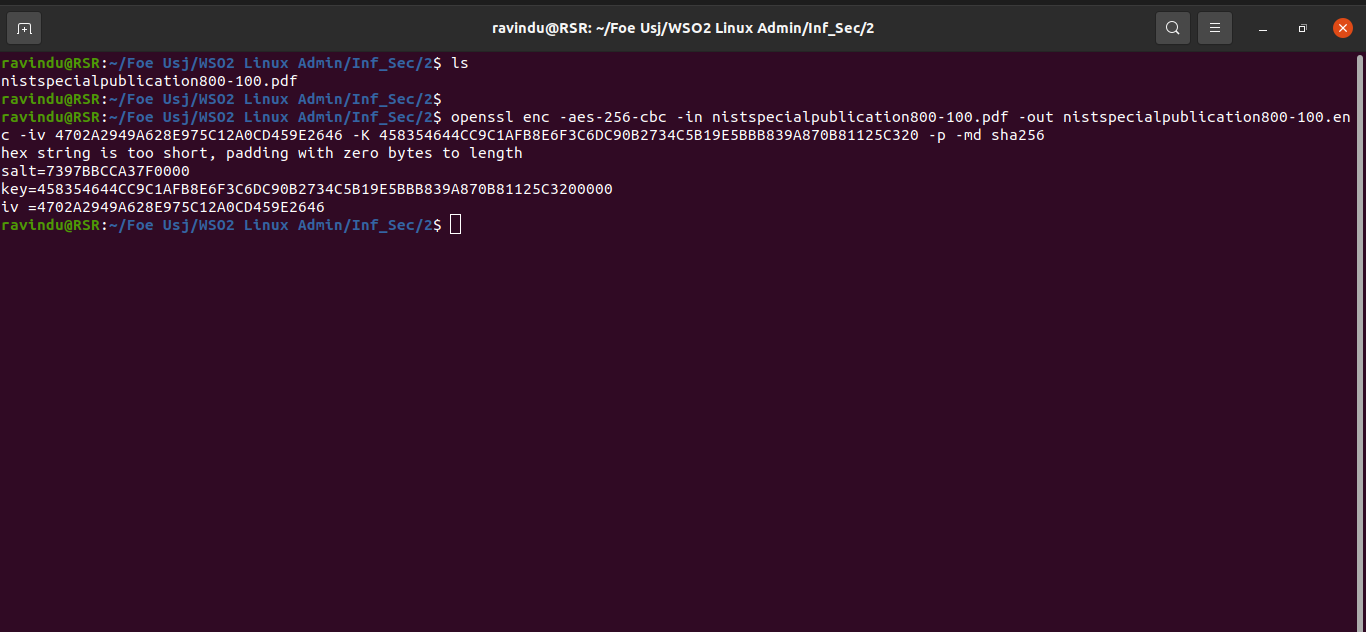 ravindu@RSR: ~/Foe Usj/WSO2 Linux Admin/Inf_Sec/2
ravindu@RSR:~/Foe Usj/WSO2 Linux Admin/Inf_Sec/2$ ls
nistspecialpublication800-100.pdf
ravindu@RSR:~/Foe Usj/WSO2 Linux Admin/Inf_Sec/2$
ravindu@RSR:~/Foe Usj/WSO2 Linux Admin/Inf_Sec/2$ openssl enc -aes-256-cbc -in nistspecialpublication800-100.pdf -out nistspecialpublication800-100.en
c -iv 4702A2949A628E975C12A0CD459E2646 -K 458354644CC9C1AFB8E6F3C6DC90B2734C5B19E5BBB839A870B81125C320 -p -md sha256
hex string is too short, padding with zero bytes to length
salt=7397BBCCA37F0000
key=458354644CC9C1AFB8E6F3C6DC90B2734C5B19E5BBB839A870B81125C3200000
iv =4702A2949A628E975C12A0CD459E2646
ravindu@RSR:~/Foe Usj/WSO2 Linux Admin/Inf_Sec/2$